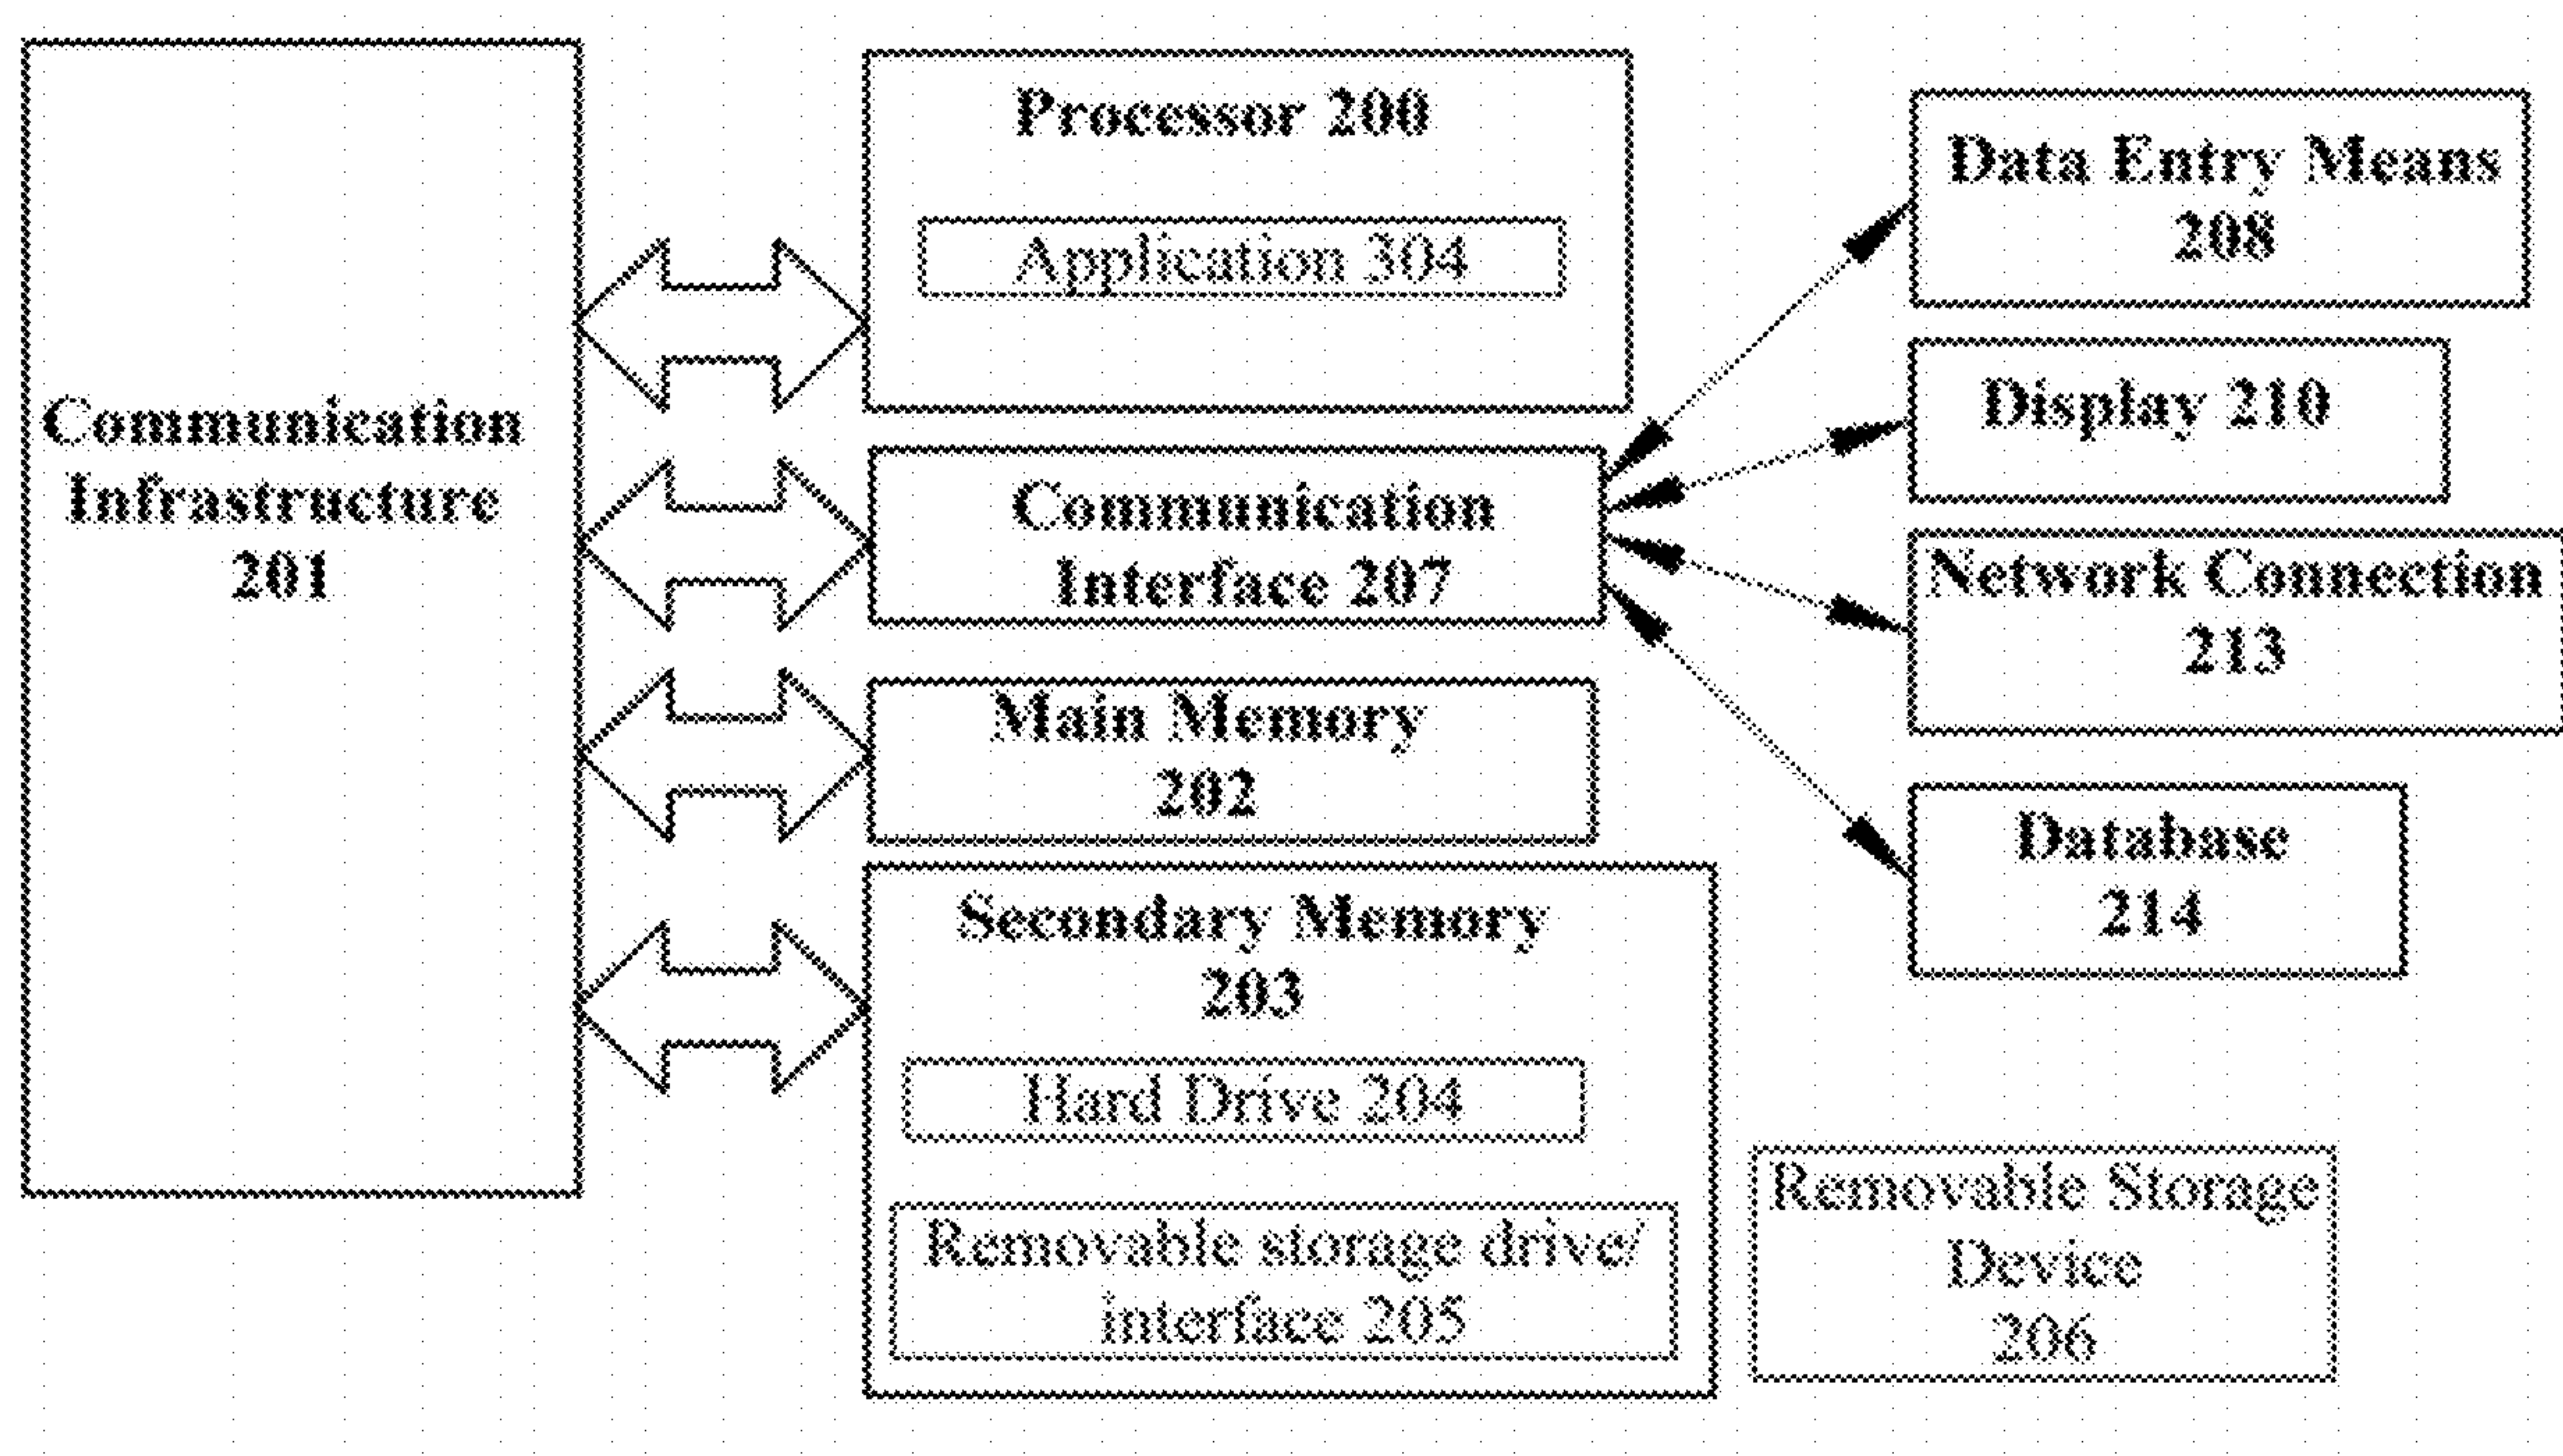 Communication
Infrastructure
201
Processor 200
Application 304
Communication
Interface 207
Main Memory
202
Secondary Memory
203
Hard Drive 204
Removable storage drive/
interface 205
Data Entry Means
208
Display 210
Network Connection
213
Database
214
Removable Storage
Device
206